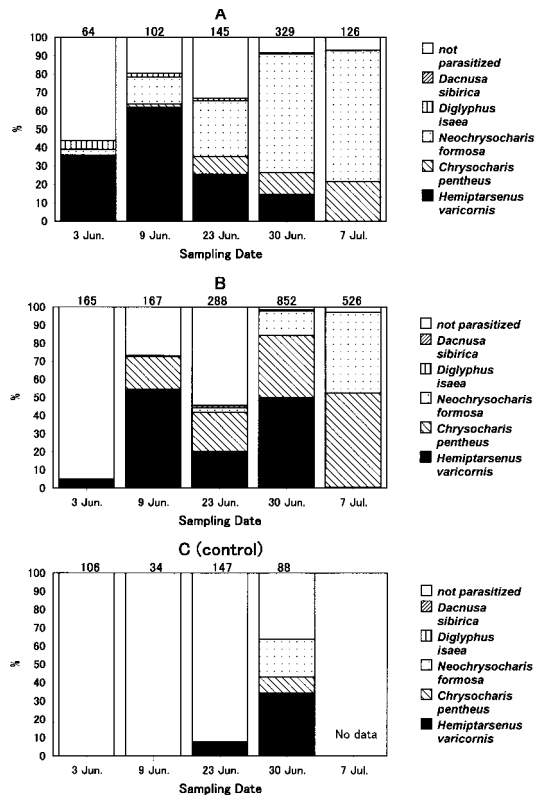 A
64 102 145 329 126
100
90
80
70
60
50
40
30
20
10
0
%
3 Jun. 9 Jun. 23 Jun. 30 Jun. 7 Jul.
Sampling Date
not
parasitized
Dacnusa
sibirica
Diglyphus
isaea
Neochrysocharis
formosa
Chrysocharis
pentheus
Hemiptarsenus
varicornis
B
165 167 288 852 526
100
90
80
70
60
50
40
30
20
10
0
%
3 Jun. 9 Jun. 23 Jun. 30 Jun. 7 Jul.
Sampling Date
not parasitized
Dacnusa
sibirica
Diglyphus
isaea
Neochrysocharis
formosa
Chrysocharis
pentheus
Hemiptarsenus
varicornis
C (control)
106 34 147 88
100
90
80
70
60
50
40
30
20
10
0
%
No data
3 Jun. 9 Jun. 23 Jun. 30 Jun. 7 Jul.
Sampling Date
not parasitized
Dacnusa
sibirica
Diglyphus
isaea
Neochrysocharis
formosa
Chrysocharis
pentheus
Hemiptarsenus
varicornis